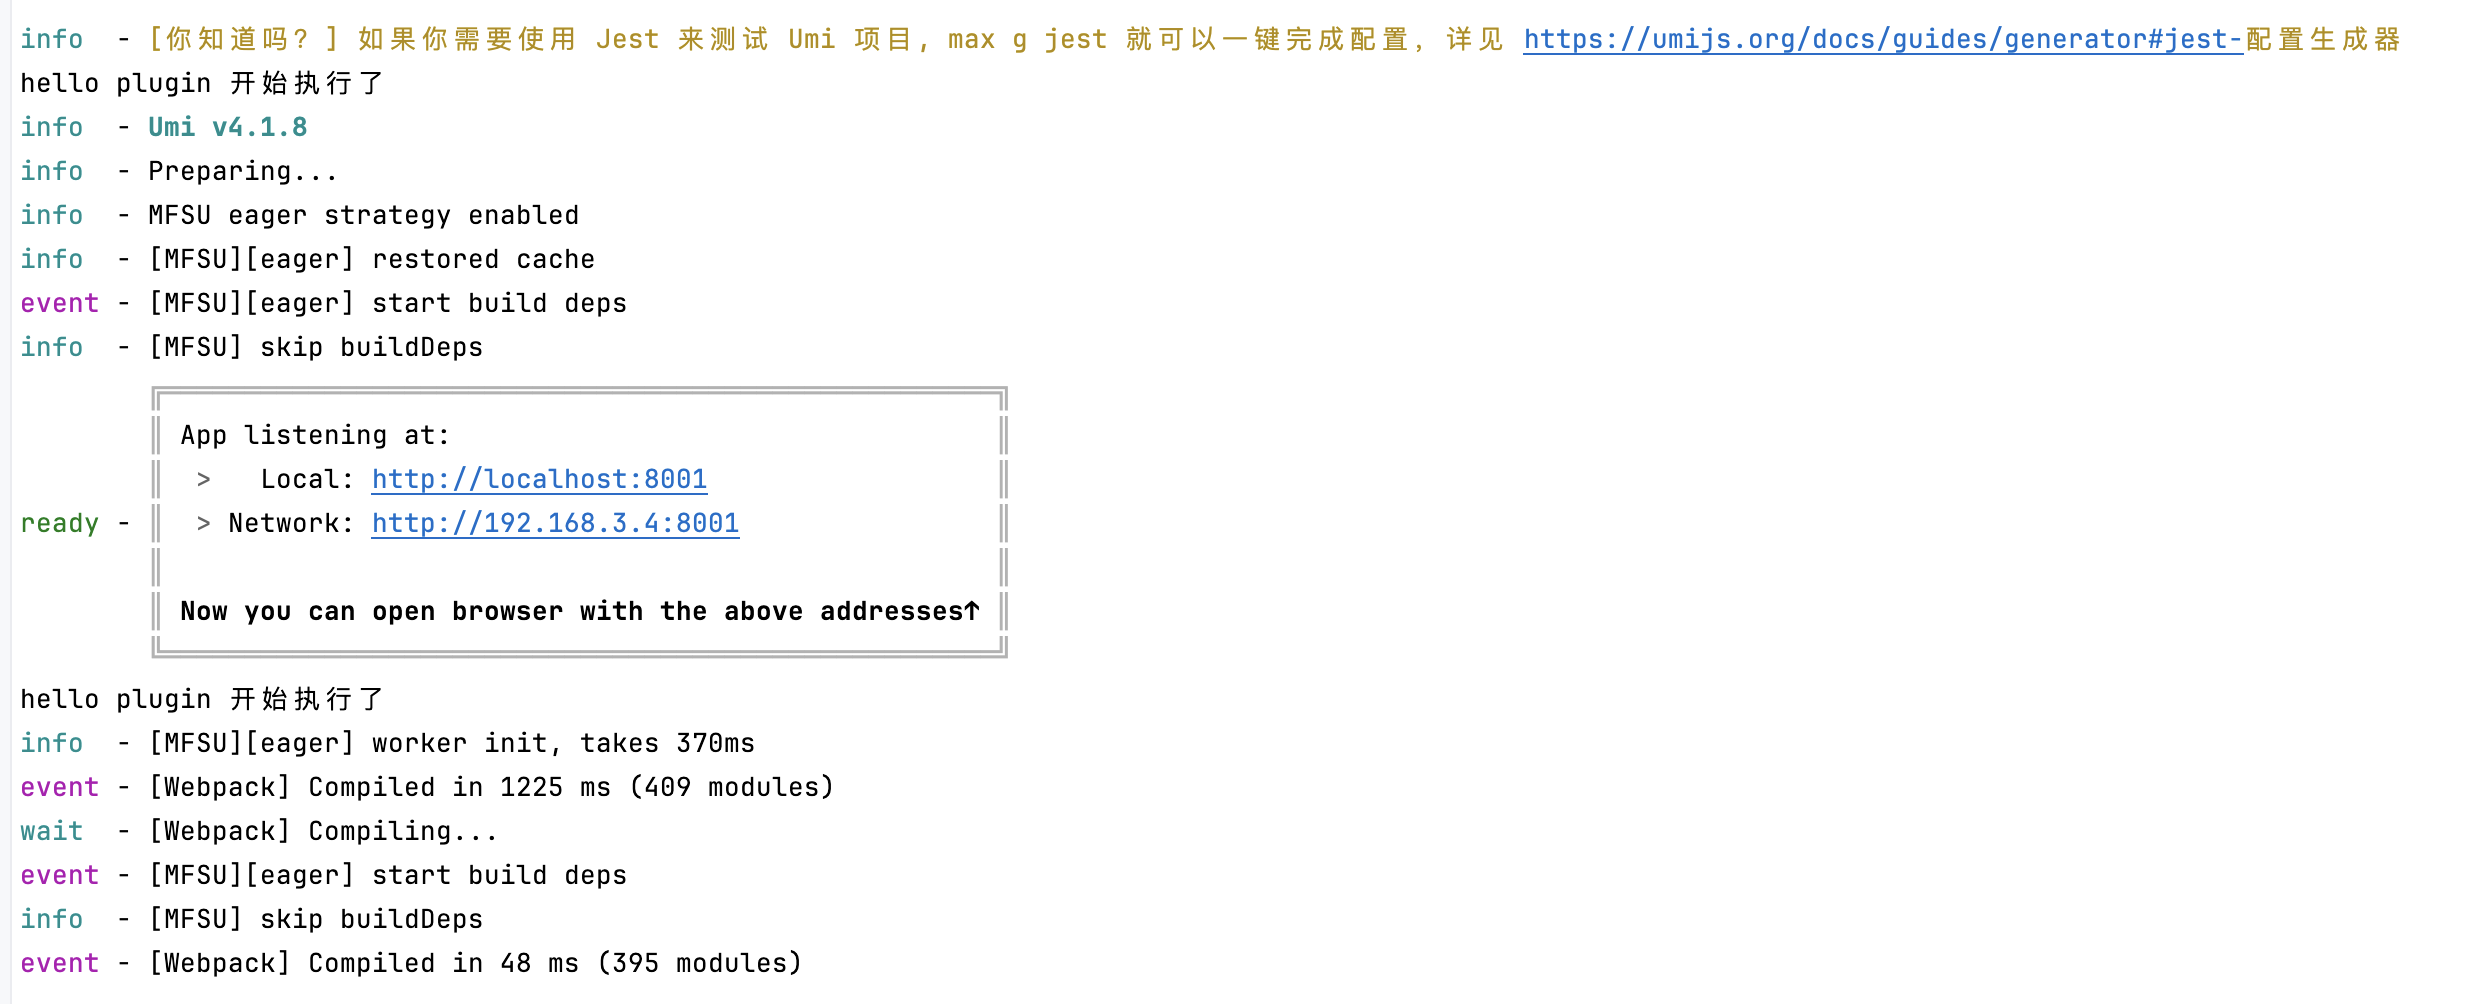 info  - [你知道吗？] 如果你需要使用 Jest 来测试 Umi 项目, max g jest 就可以一键完成配置，详见 https://umijs.org/docs/guides/generator#jest-配置生成器
hello plugin 开始执行了
info  - Umi v4.1.8
info  - Preparing...
info  - MFSU eager strategy enabled
info  - [MFSU][eager] restored cache
event - [MFSU][eager] start build deps
info  - [MFSU] skip buildDeps
App listening at:
>   Local: http://localhost:8001
ready - > Network: http://192.168.3.4:8001
Now you can open browser with the above addresses↑
hello plugin 开始执行了
info  - [MFSU][eager] worker init, takes 370ms
event - [Webpack] Compiled in 1225 ms (409 modules)
wait  - [Webpack] Compiling...
event - [MFSU][eager] start build deps
info  - [MFSU] skip buildDeps
event - [Webpack] Compiled in 48 ms (395 modules)